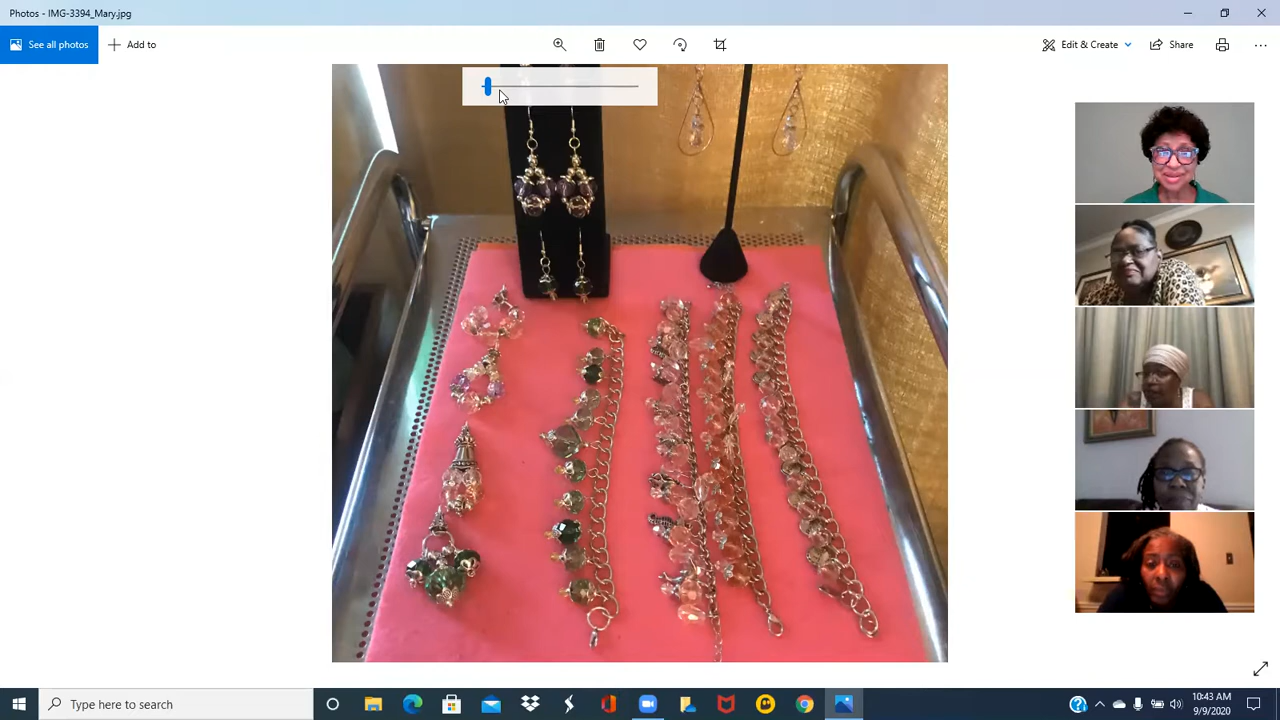 Photos - IMG-3394_Mary.jpg
See all photos
Add to
Edit & Create
Share
Type here to search
10:43 AM
9/9/2020